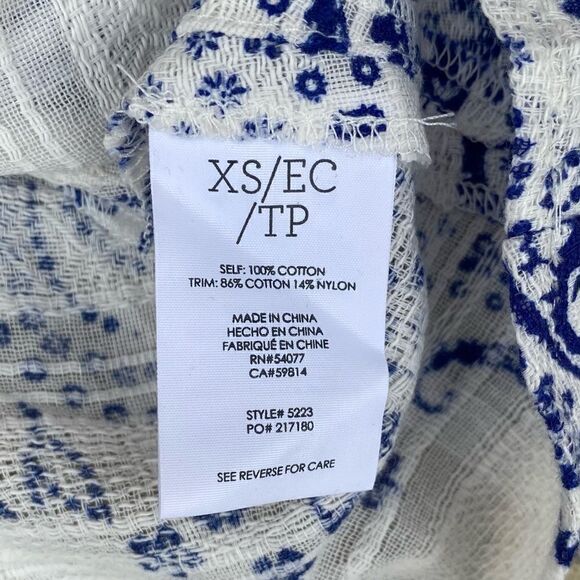 XS/EC
/TP
SELF: 100% COTTON
TRIM: 86% COTTON 14% NYLON
MADE IN CHINA
HECHO EN CHINA
FABRIQUÉ EN CHINE
RN#54077
CA#59814
STYLE# 5223
PO# 217180
SEE REVERSE FOR CARE